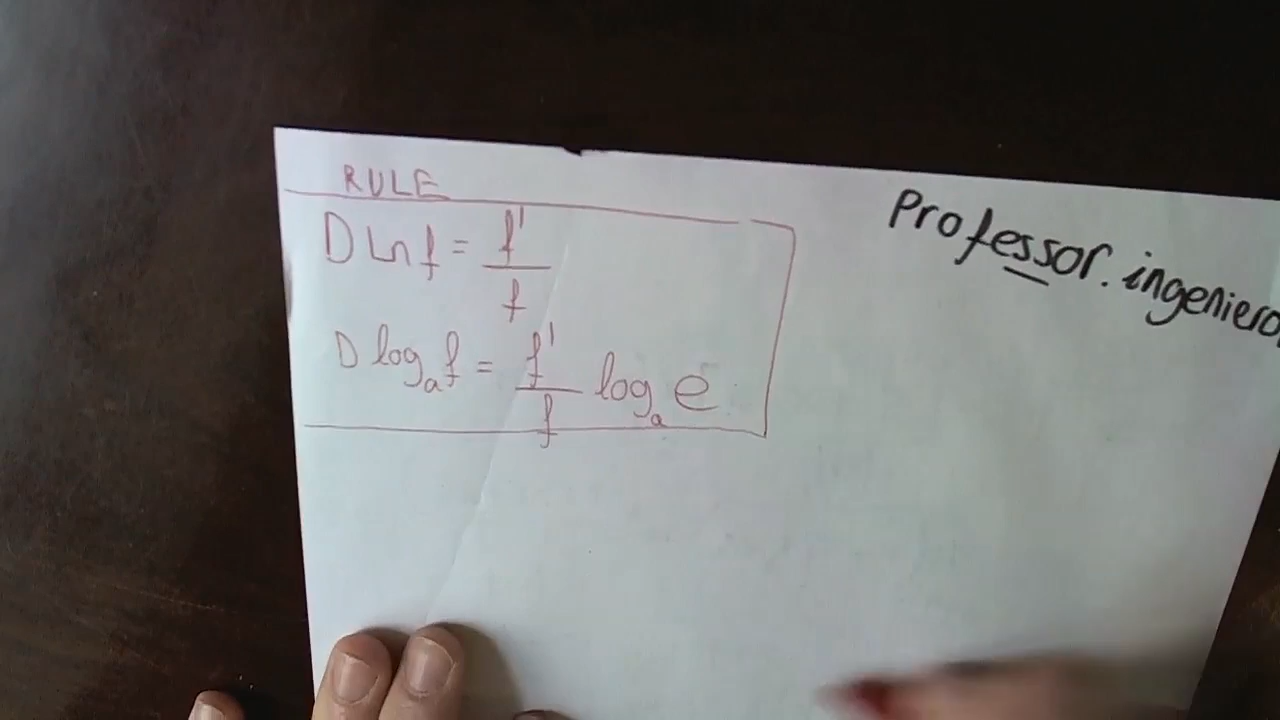 RULE
D Ln f = f'/f
D log_a f = f'/f log_a e
Professor.ingeniero